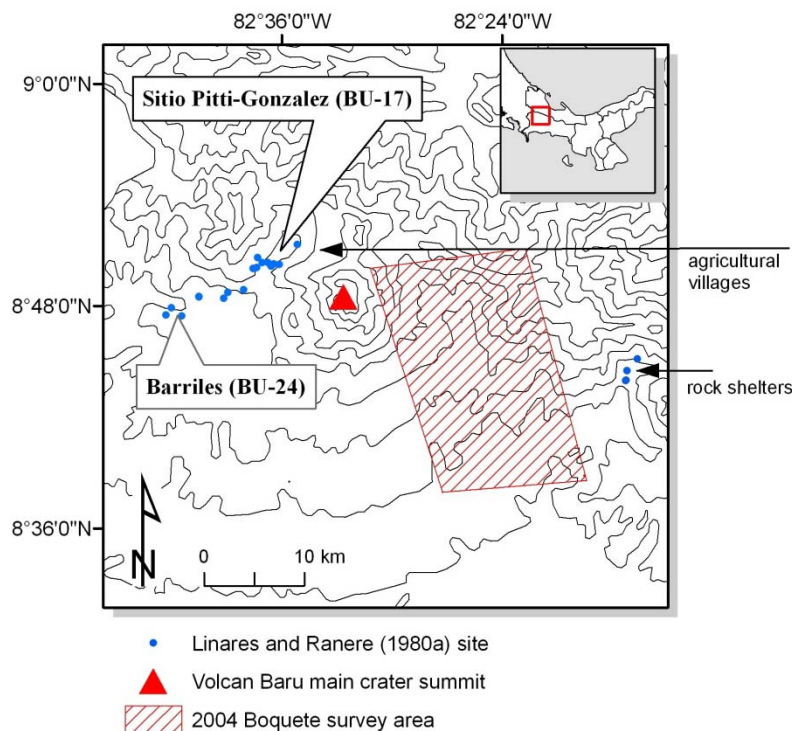 82°36'0"W
82°24'0"W
9°0'0"N
Sitio Pitti-Gonzalez (BU-17)
agricultural
villages
8°48'0"N
Barriles (BU-24)
rock shelters
8°36'0"N
N
0
10 km
Linares and Ranere (1980a) site
Volcan Baru main crater summit
2004 Boquete survey area